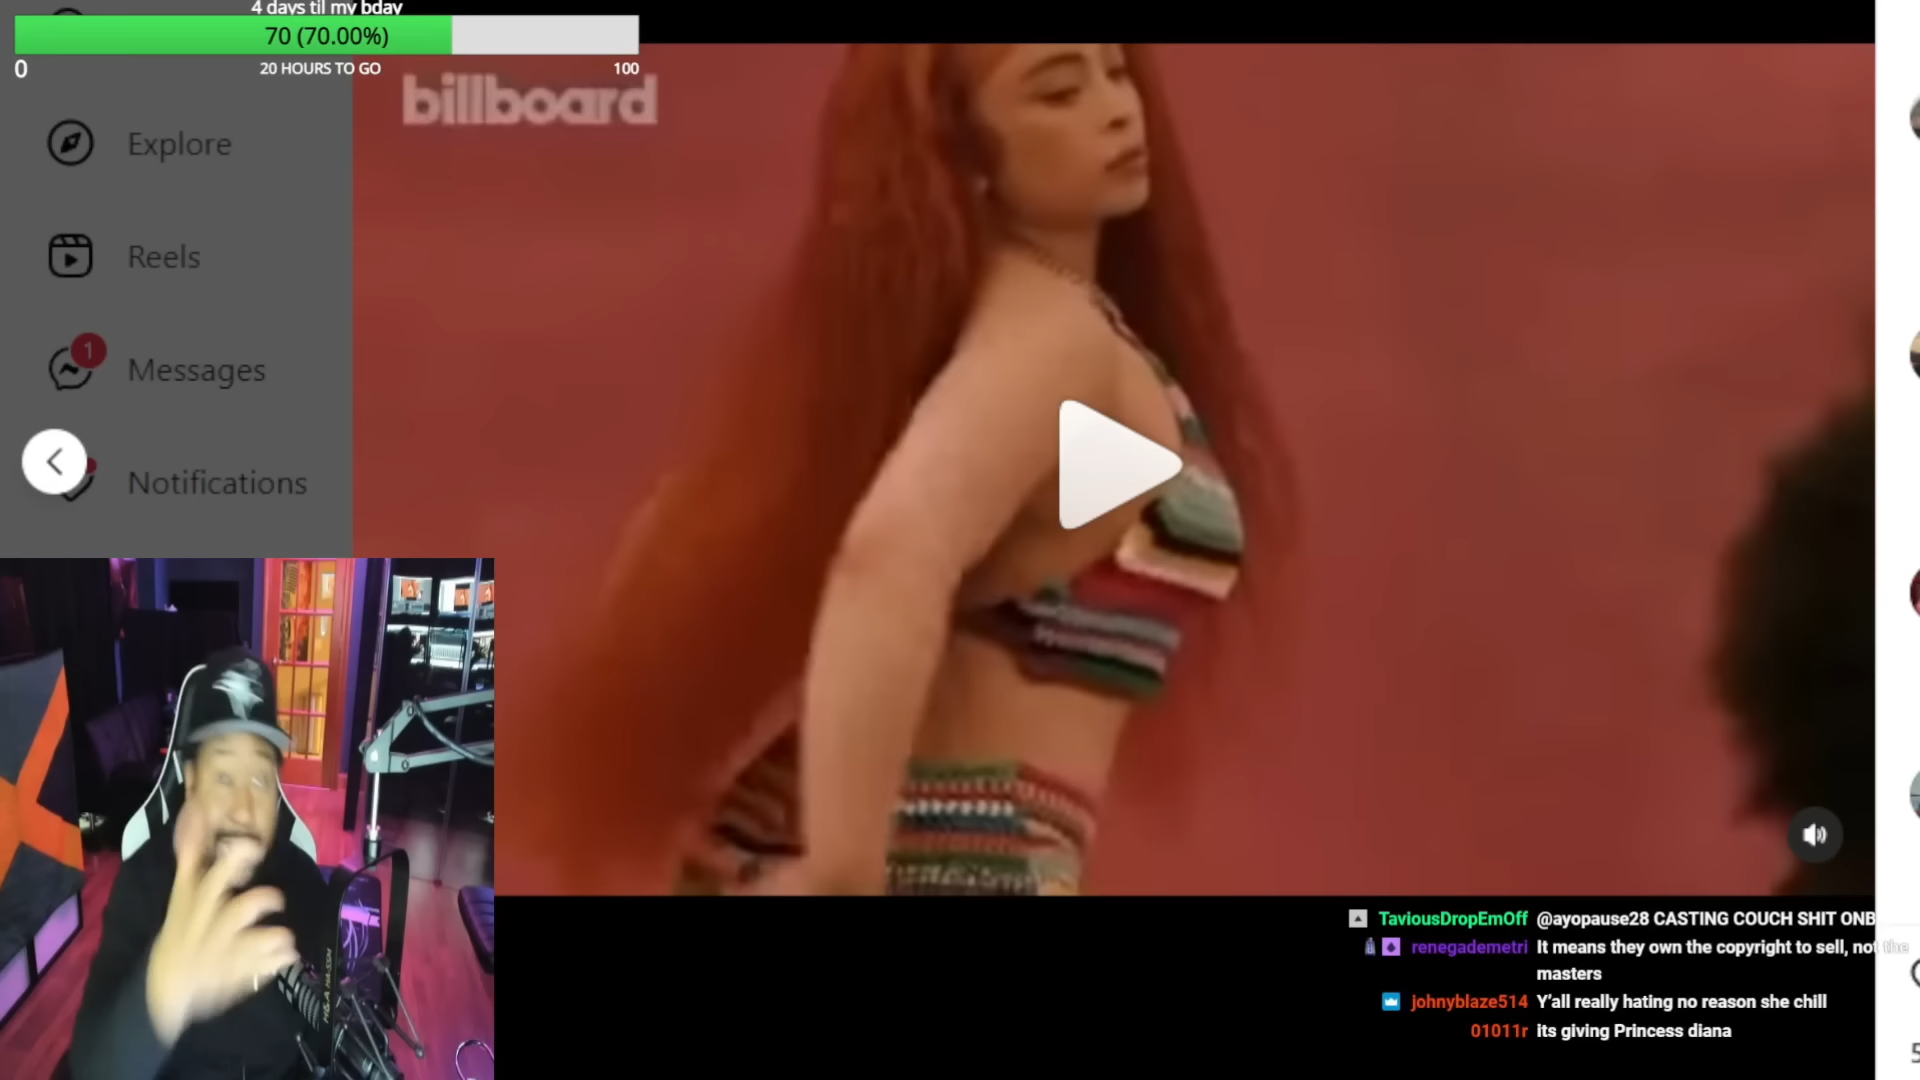 4 days til my bday
70 (70.00%)
0
20 HOURS TO GO
100
billboard
Explore
Reels
1
Messages
Notifications
TaviousDropEmOff @ayopause28 CASTING COUCH SHIT ONB
renegademetri It means they own the copyright to sell, not the
masters
johnyblaze514 Y'all really hating no reason she chill
01011r its giving Princess diana
5